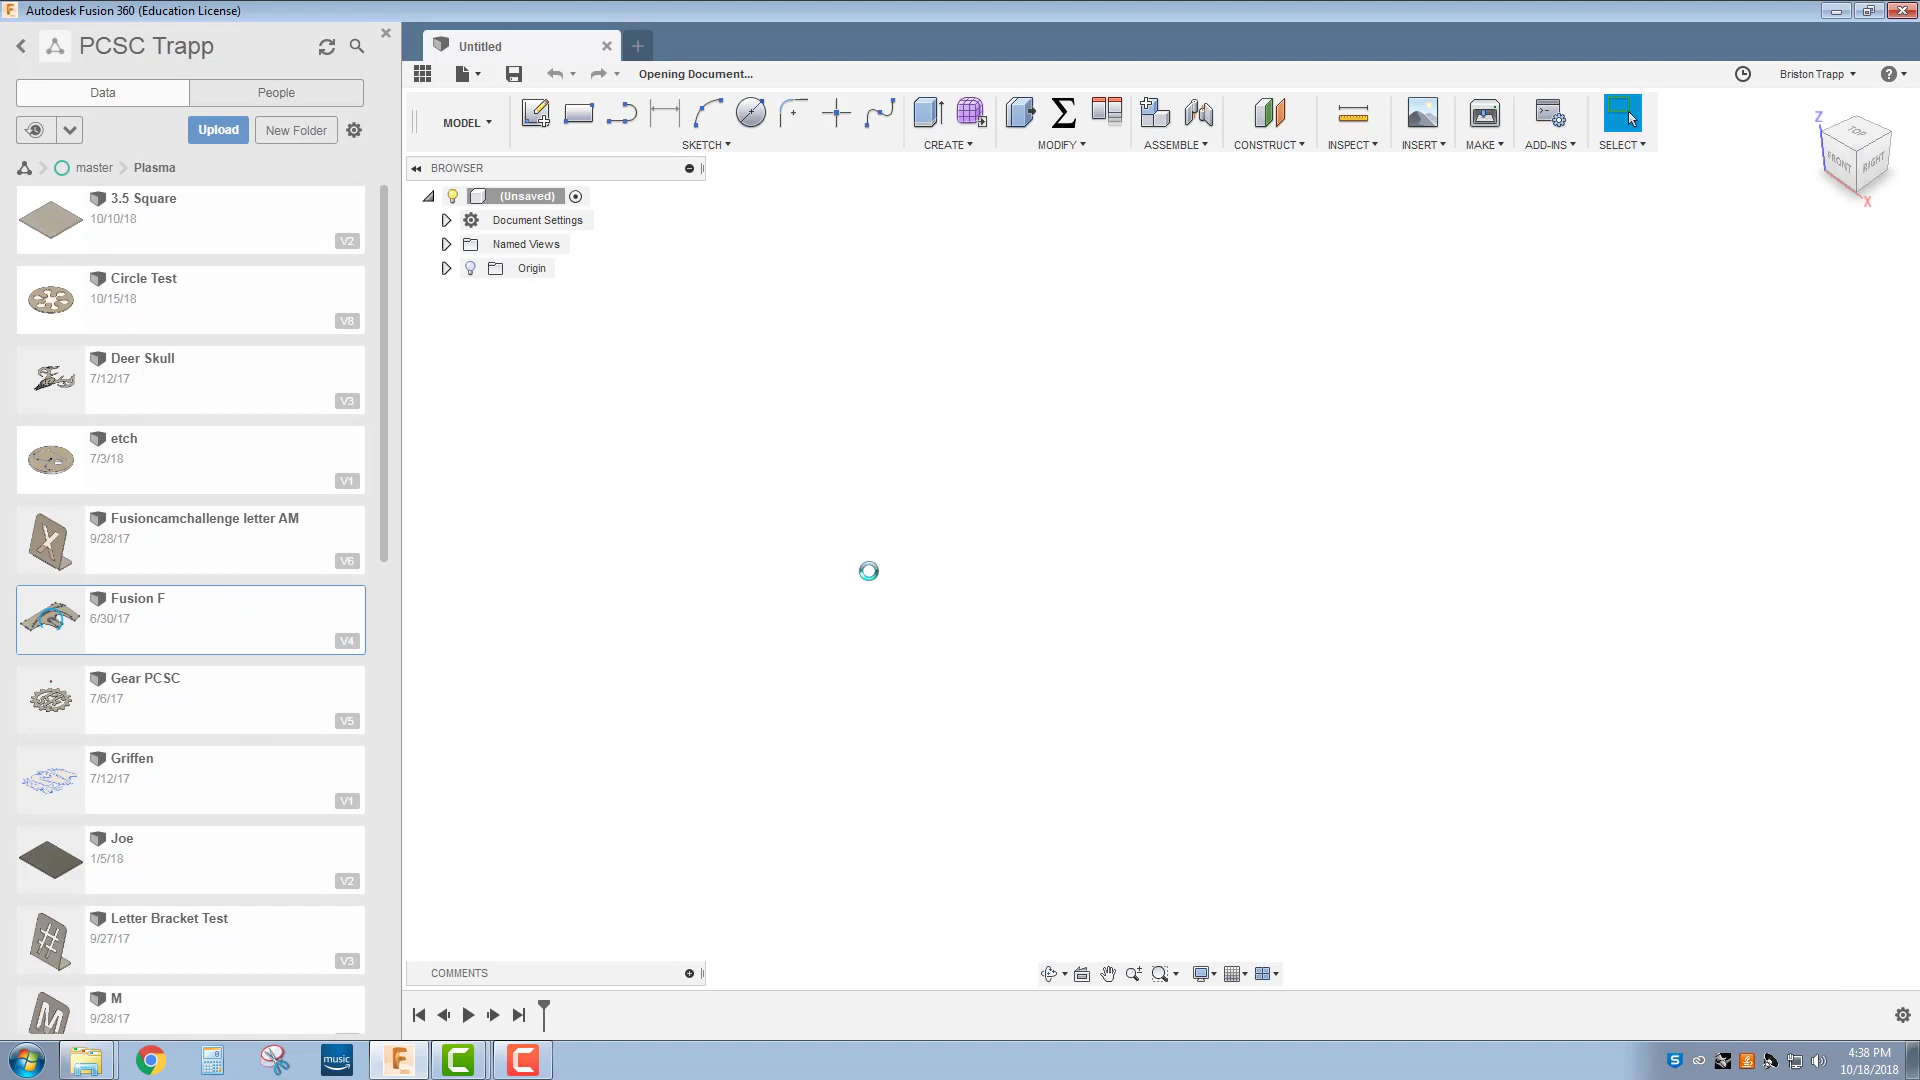 Autodesk Fusion 360 (Education License)
PCSC Trapp
Data
People
Upload
New Folder
master
Plasma
3.5 Square
10/10/18
V2
Circle Test
10/15/18
V8
Deer Skull
7/12/17
V3
etch
7/3/18
V1
Fusioncamchallenge letter AM
9/28/17
V6
Fusion F
6/30/17
V4
Gear PCSC
7/6/17
V5
Griffen
7/12/17
V1
Joe
1/5/18
V2
Letter Bracket Test
9/27/17
V3
M
9/28/17
Untitled
Opening Document...
Briston Trapp
MODEL
SKETCH
CREATE
MODIFY
ASSEMBLE
CONSTRUCT
INSPECT
INSERT
MAKE
ADD-INS
SELECT
BROWSER
(Unsaved)
Document Settings
Named Views
Origin
Z
TOP
FRONT
RIGHT
X
COMMENTS
music
4:38 PM
10/18/2018